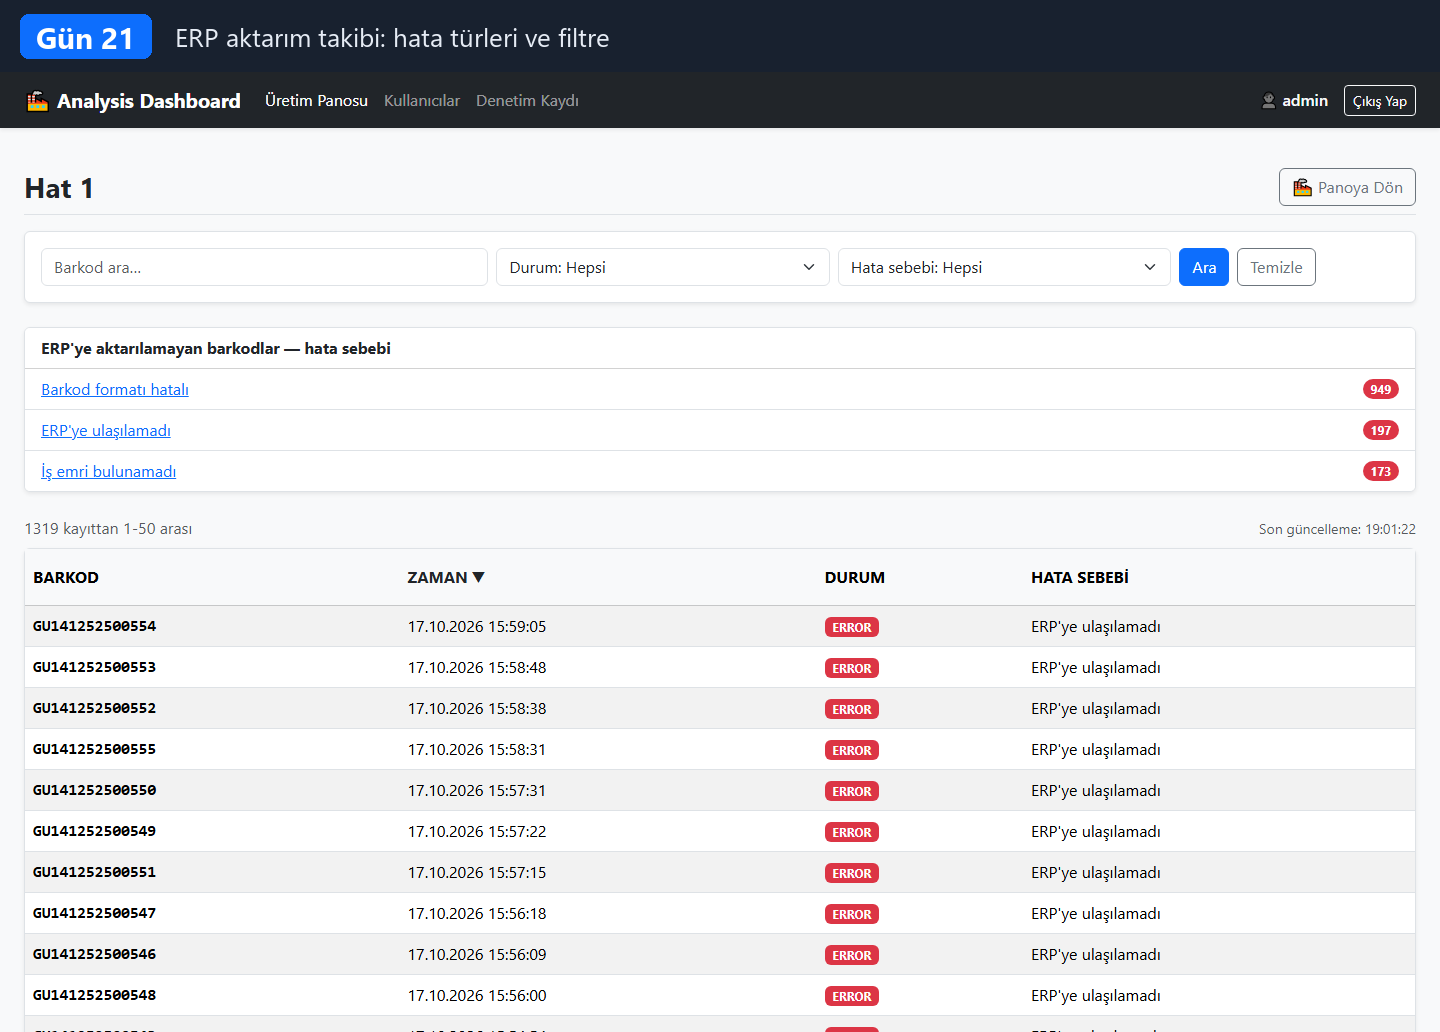 Gün 21 ERP aktarım takibi: hata türleri ve filtre
Analysis Dashboard Üretim Panosu Kullanıcılar Denetim Kaydı admin Çıkış Yap
Hat 1 Panoya Dön
Barkod ara... Durum: Hepsi Hata sebebi: Hepsi Ara Temizle
ERP'ye aktarılamayan barkodlar — hata sebebi
Barkod formatı hatalı 949
ERP'ye ulaşılamadı 197
İş emri bulunamadı 173
1319 kayıttan 1-50 arası Son güncelleme: 19:01:22
BARKOD ZAMAN ▼ DURUM HATA SEBEBİ
GU141252500554 17.10.2026 15:59:05 ERROR ERP'ye ulaşılamadı
GU141252500553 17.10.2026 15:58:48 ERROR ERP'ye ulaşılamadı
GU141252500552 17.10.2026 15:58:38 ERROR ERP'ye ulaşılamadı
GU141252500555 17.10.2026 15:58:31 ERROR ERP'ye ulaşılamadı
GU141252500550 17.10.2026 15:57:31 ERROR ERP'ye ulaşılamadı
GU141252500549 17.10.2026 15:57:22 ERROR ERP'ye ulaşılamadı
GU141252500551 17.10.2026 15:57:15 ERROR ERP'ye ulaşılamadı
GU141252500547 17.10.2026 15:56:18 ERROR ERP'ye ulaşılamadı
GU141252500546 17.10.2026 15:56:09 ERROR ERP'ye ulaşılamadı
GU141252500548 17.10.2026 15:56:00 ERROR ERP'ye ulaşılamadı